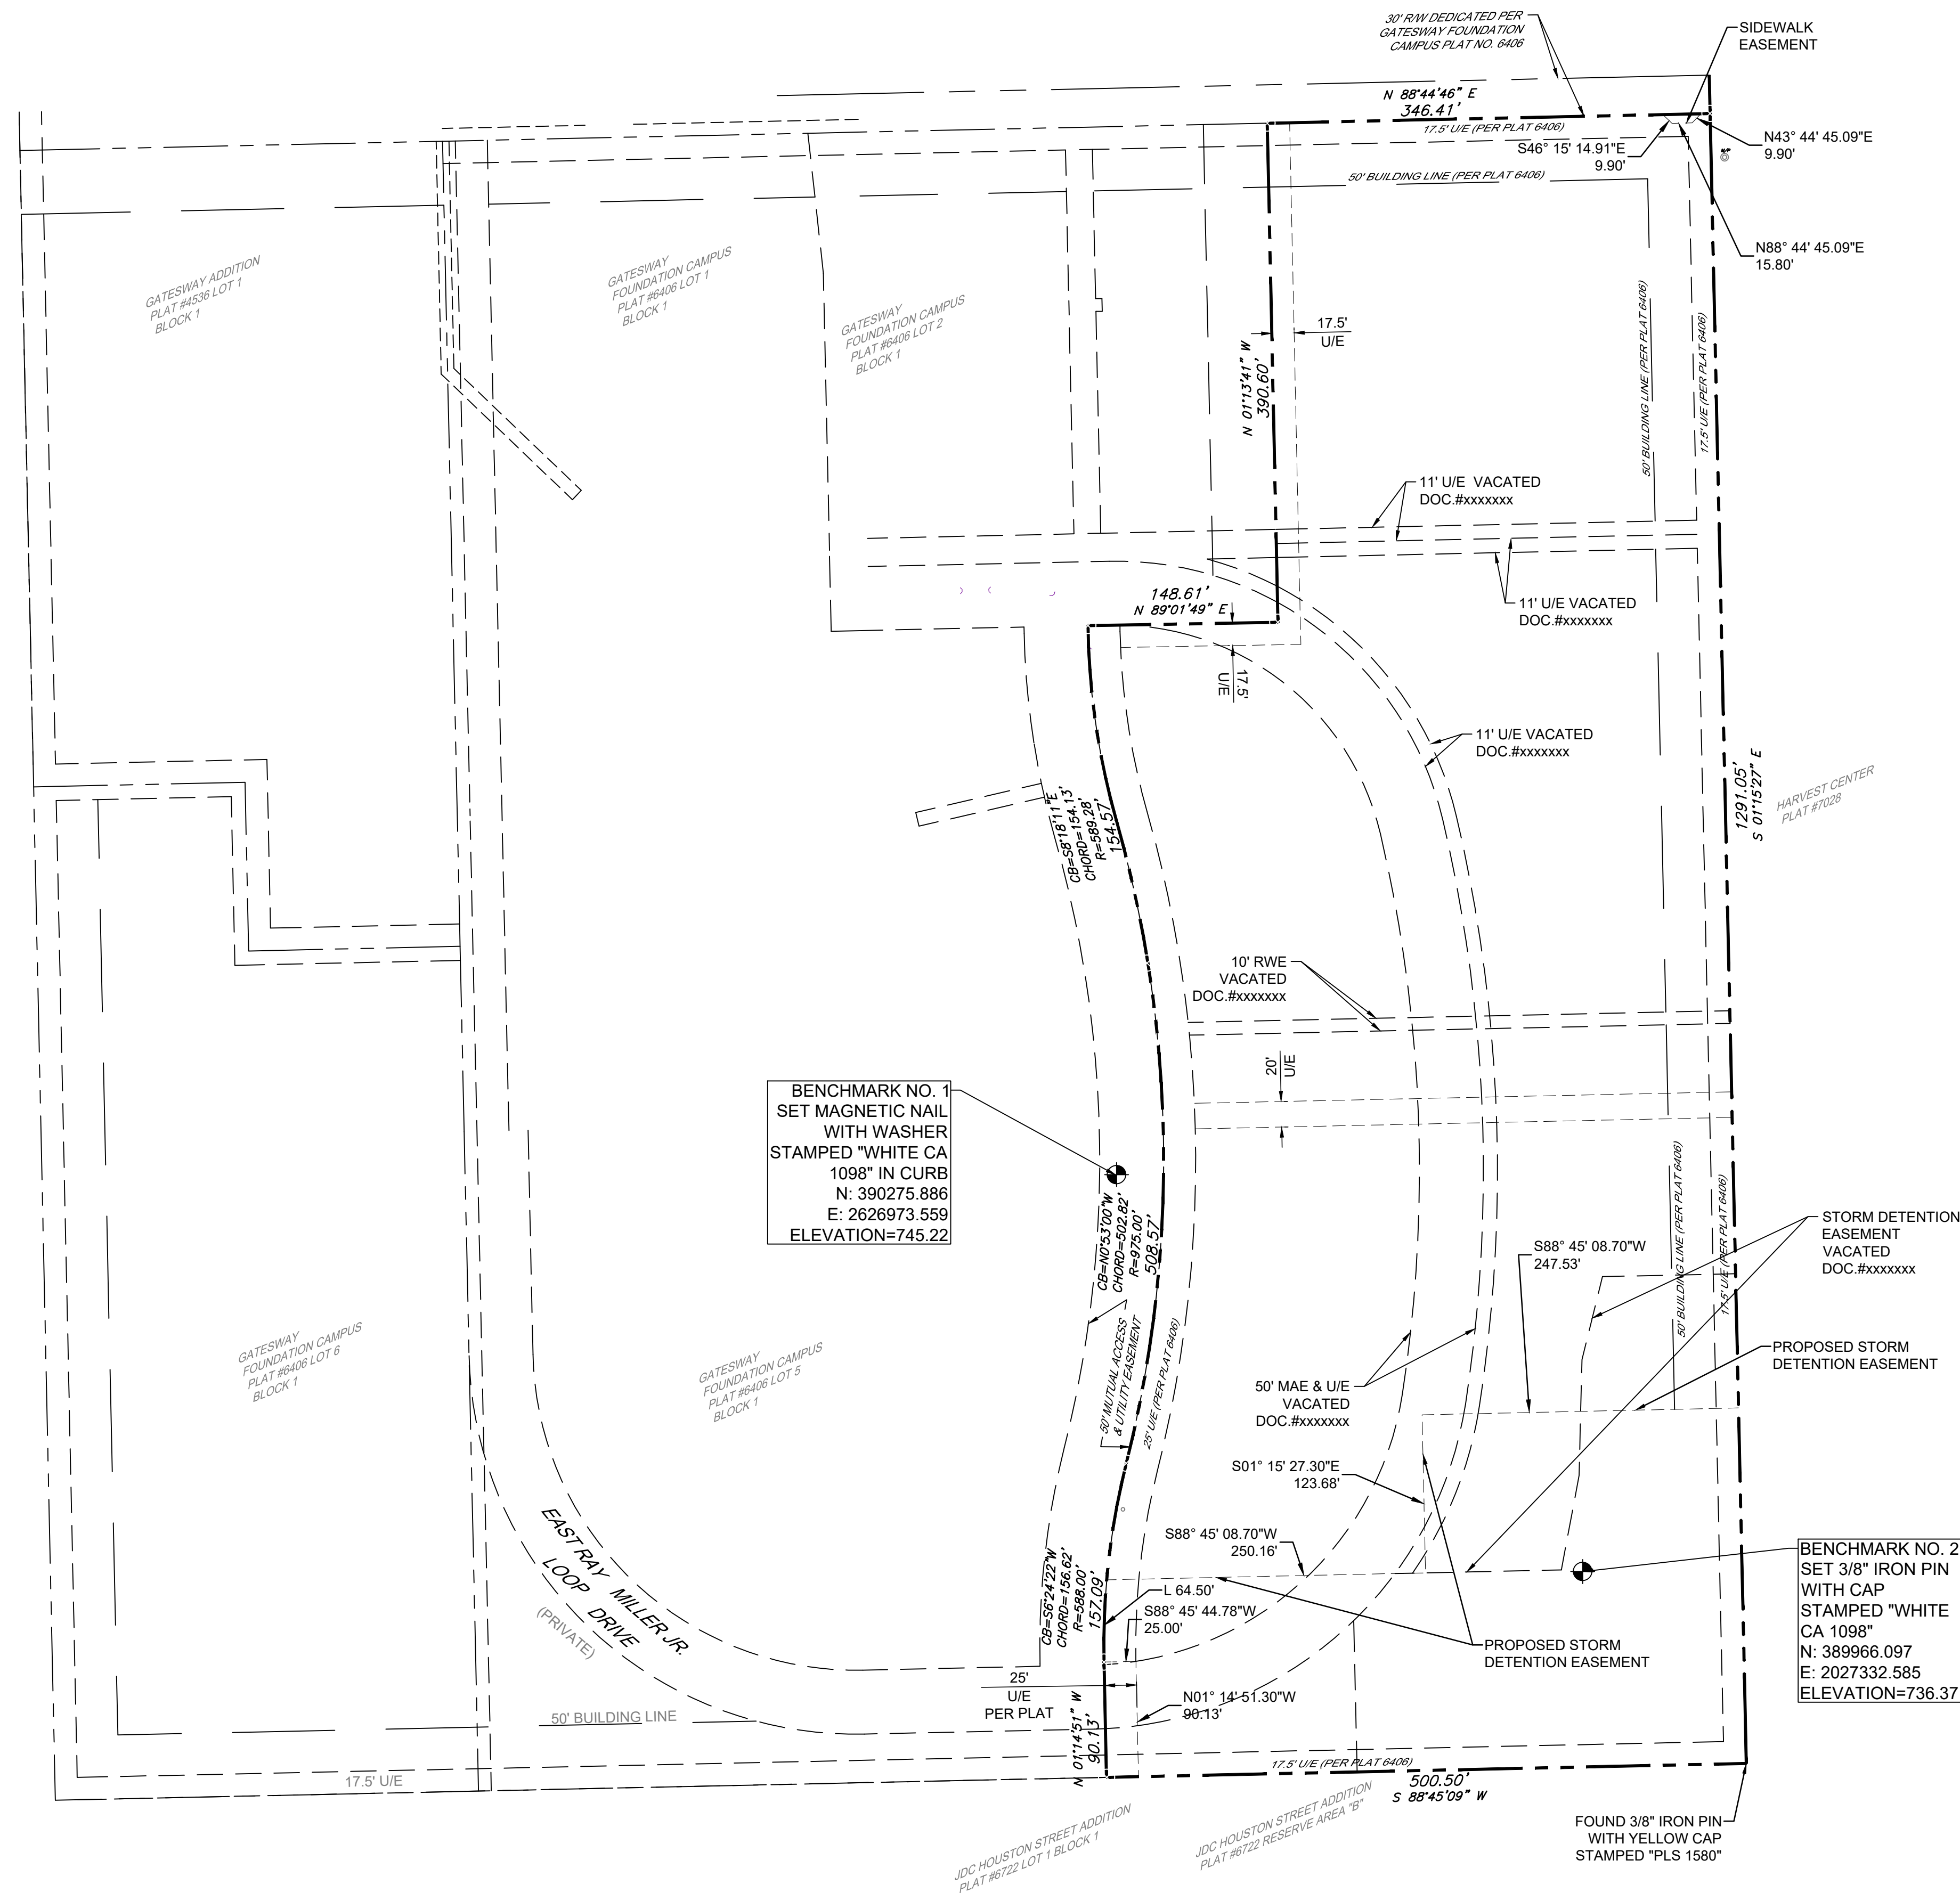 30' R/W DEDICATED PER
GATESWAY FOUNDATION
CAMPUS PLAT NO. 6406
SIDEWALK
EASEMENT
N 88°44'46" E
346.41'
17.5' U/E (PER PLAT 6406)
S46° 15' 14.91"E
9.90'
N43° 44' 45.09"E
9.90'
50' BUILDING LINE (PER PLAT 6406)
N88° 44' 45.09"E
15.80'
GATESWAY ADDITION
PLAT #4536 LOT 1
BLOCK 1
GATESWAY
FOUNDATION CAMPUS
PLAT #6406 LOT 1
BLOCK 1
GATESWAY
FOUNDATION CAMPUS
PLAT #6406 LOT 2
BLOCK 1
17.5'
U/E
N 01°13'41" W
390.60'
50' BUILDING LINE (PER PLAT 6406)
17.5' U/E (PER PLAT 6406)
11' U/E VACATED
DOC.#xxxxxxx
11' U/E VACATED
DOC.#xxxxxxx
148.61'
N 89°01'49" E
17.5'
U/E
11' U/E VACATED
DOC.#xxxxxxx
1291.05'
S 01°15'27" E
HARVEST CENTER
PLAT #7028
CB=S8°18'11"E
CHORD=154.13'
R=589.28'
154.57'
10' RWE
VACATED
DOC.#xxxxxxx
20'
U/E
BENCHMARK NO. 1
SET MAGNETIC NAIL
WITH WASHER
STAMPED "WHITE CA
1098" IN CURB
N: 390275.886
E: 2626973.559
ELEVATION=745.22
CB=N0°53'00"W
CHORD=502.82'
R=975.00'
508.57'
50' BUILDING LINE (PER PLAT 6406)
17.5' U/E (PER PLAT 6406)
STORM DETENTION
EASEMENT
VACATED
DOC.#xxxxxxx
S88° 45' 08.70"W
247.53'
PROPOSED STORM
DETENTION EASEMENT
GATESWAY
FOUNDATION CAMPUS
PLAT #6406 LOT 6
BLOCK 1
GATESWAY
FOUNDATION CAMPUS
PLAT #6406 LOT 5
BLOCK 1
50' MUTUAL ACCESS
& UTILITY EASEMENT
25' U/E (PER PLAT 6406)
50' MAE & U/E
VACATED
DOC.#xxxxxxx
S01° 15' 27.30"E
123.68'
S88° 45' 08.70"W
250.16'
EAST RAY MILLER JR.
LOOP DRIVE
(PRIVATE)
CB=S6°24'22"W
CHORD=156.62'
R=588.00'
157.09'
L 64.50'
S88° 45' 44.78"W
25.00'
BENCHMARK NO. 2
SET 3/8" IRON PIN
WITH CAP
STAMPED "WHITE
CA 1098"
N: 389966.097
E: 2027332.585
ELEVATION=736.37
PROPOSED STORM
DETENTION EASEMENT
25'
U/E
PER PLAT
N01° 14' 51.30"W
90.13'
N 01°14'51" W
90.13'
50' BUILDING LINE
17.5' U/E
17.5' U/E (PER PLAT 6406)
500.50'
S 88°45'09" W
JDC HOUSTON STREET ADDITION
PLAT #6722 LOT 1 BLOCK 1
JDC HOUSTON STREET ADDITION
PLAT #6722 RESERVE AREA "B"
FOUND 3/8" IRON PIN
WITH YELLOW CAP
STAMPED "PLS 1580"